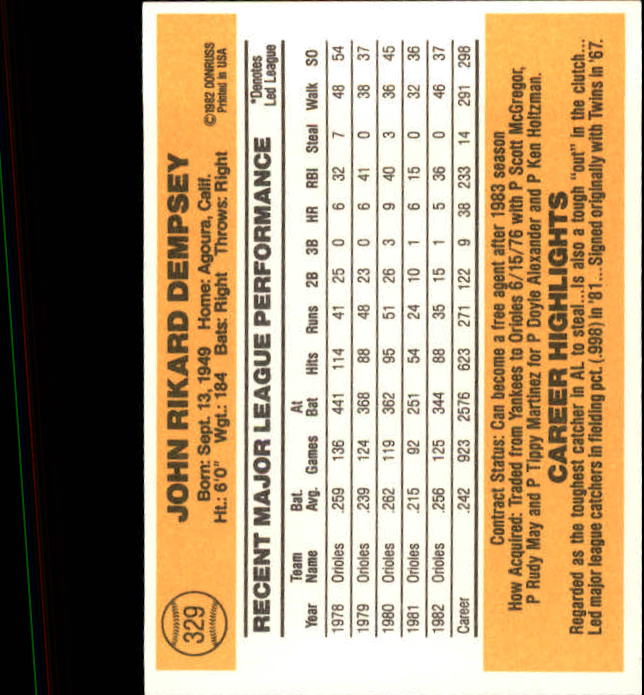 329
JOHN RIKARD DEMPSEY
Born: Sept. 13, 1949 Home: Agoura, Calif.
Ht.: 6'0" Wgt.: 184 Bats: Right Throws: Right
©1982 DONRUSS
Printed in USA
RECENT MAJOR LEAGUE PERFORMANCE
*Denotes
Led League
Year Team Name Bat. Avg. Games At Bat Hits Runs 2B 3B HR RBI Steal Walk SO
1978 Orioles .259 136 441 114 41 25 0 6 32 7 48 54
1979 Orioles .239 124 368 88 48 23 0 6 41 0 38 37
1980 Orioles .262 119 362 95 51 26 3 9 40 3 36 45
1981 Orioles .215 92 251 54 24 10 1 6 15 0 32 36
1982 Orioles .256 125 344 88 35 15 1 5 36 0 46 37
Career .242 923 2576 623 271 122 9 38 233 14 291 298
Contract Status: Can become a free agent after 1983 season
How Acquired: Traded from Yankees to Orioles 6/15/76 with P Scott McGregor,
P Rudy May and P Tippy Martinez for P Doyle Alexander and P Ken Holtzman.
CAREER HIGHLIGHTS
Regarded as the toughest catcher in AL to steal...Is also a tough "out" in the clutch...
Led major league catchers in fielding pct. (.998) in '81...Signed originally with Twins in '67.